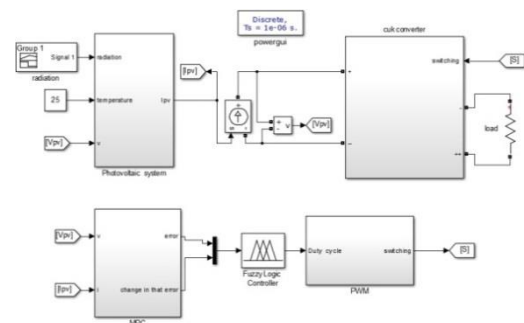 Discrete,
Ts = 1e-06 s.
powergui
cuk converter
Group 1
Signal 1
radiation
radiation
[Ipv]
switching
[S]
25
temperature
Ipv
+
+
-
v
[Vpv]
-
load
[Vpv]
v
Photovoltaic system
[Vpv]
v
error
[Ipv]
i
change in that error
Fuzzy Logic
Controller
Duty cycle
switching
[S]
PWM